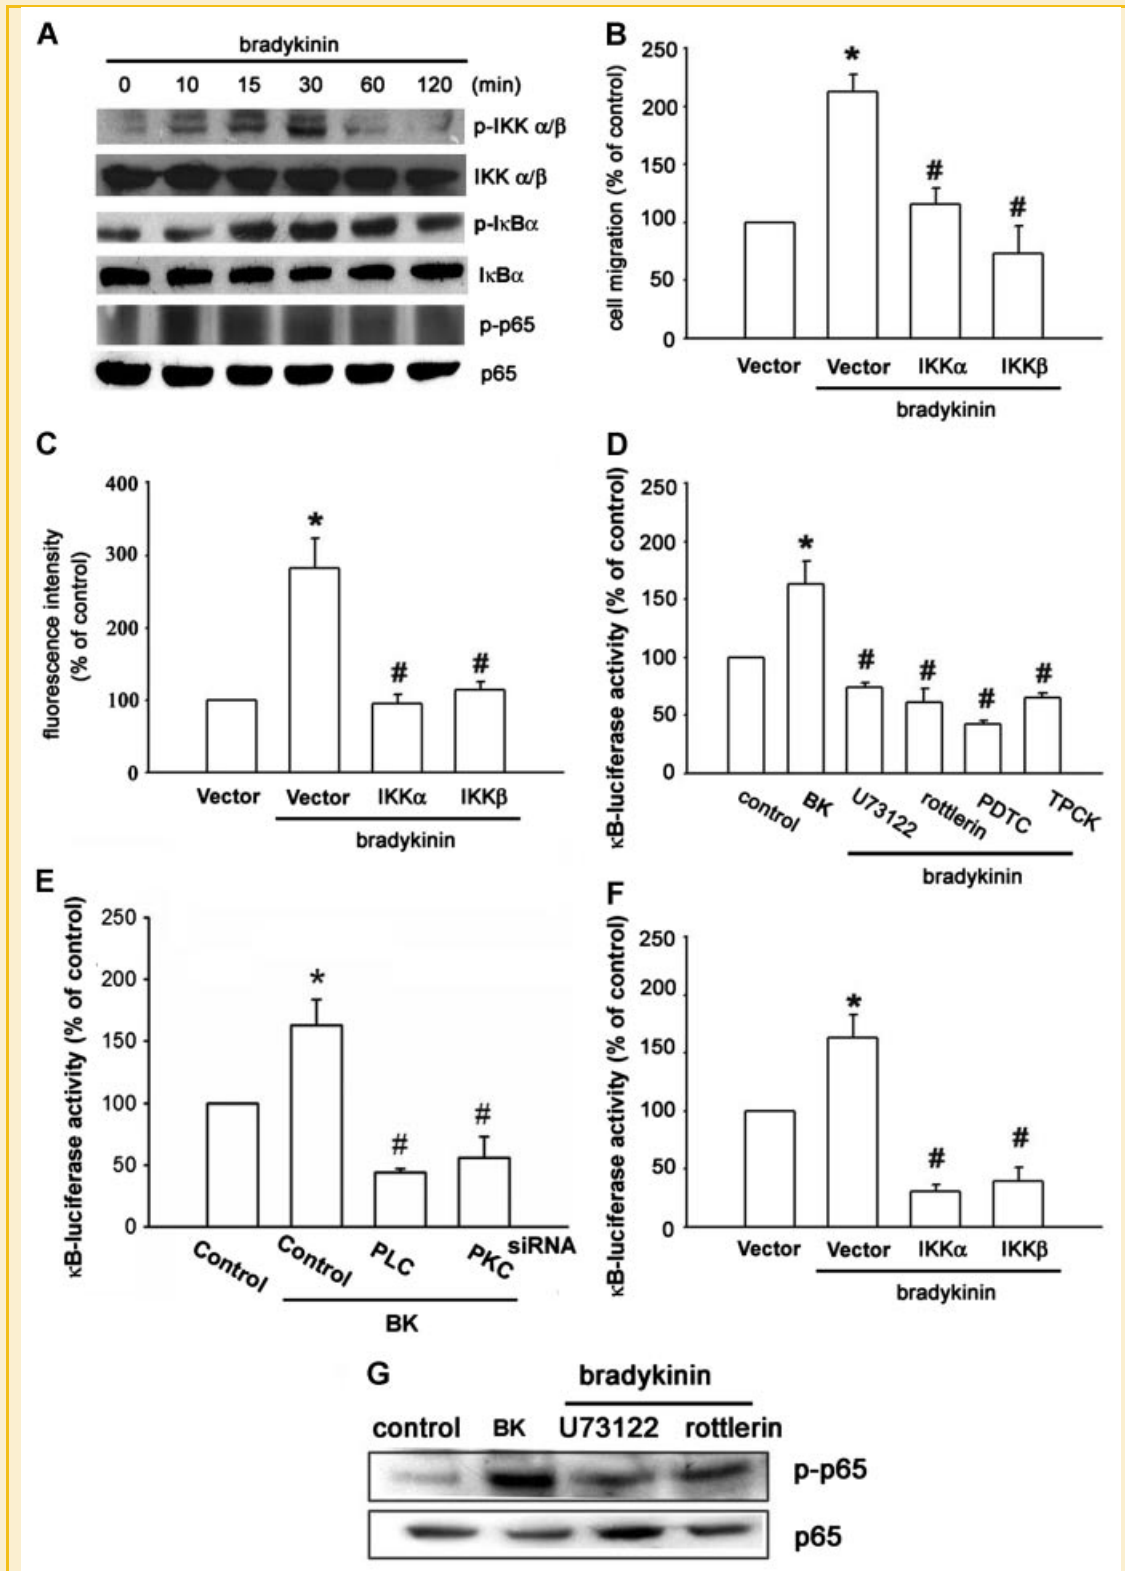 A
bradykinin
0 10 15 30 60 120 (min)
p-IKK α/β
IKK α/β
p-IκBα
IκBα
p-p65
p65
B
cell migration (% of control)
250
200
150
100
50
0
*
#
#
Vector Vector IKKα IKKβ
bradykinin
C
fluorescence intensity
(% of control)
400
300
200
100
0
*
#
#
Vector Vector IKKα IKKβ
bradykinin
D
κB-luciferase activity (% of control)
250
200
150
100
50
0
*
#
#
#
#
control BK U73122 rottlerin PDTC TPCK
bradykinin
E
κB-luciferase activity (% of control)
250
200
150
100
50
0
*
#
#
Control Control PLC PKC siRNA
BK
F
κB-luciferase activity (% of control)
250
200
150
100
50
0
*
#
#
Vector Vector IKKα IKKβ
bradykinin
G
bradykinin
control BK U73122 rottlerin
p-p65
p65